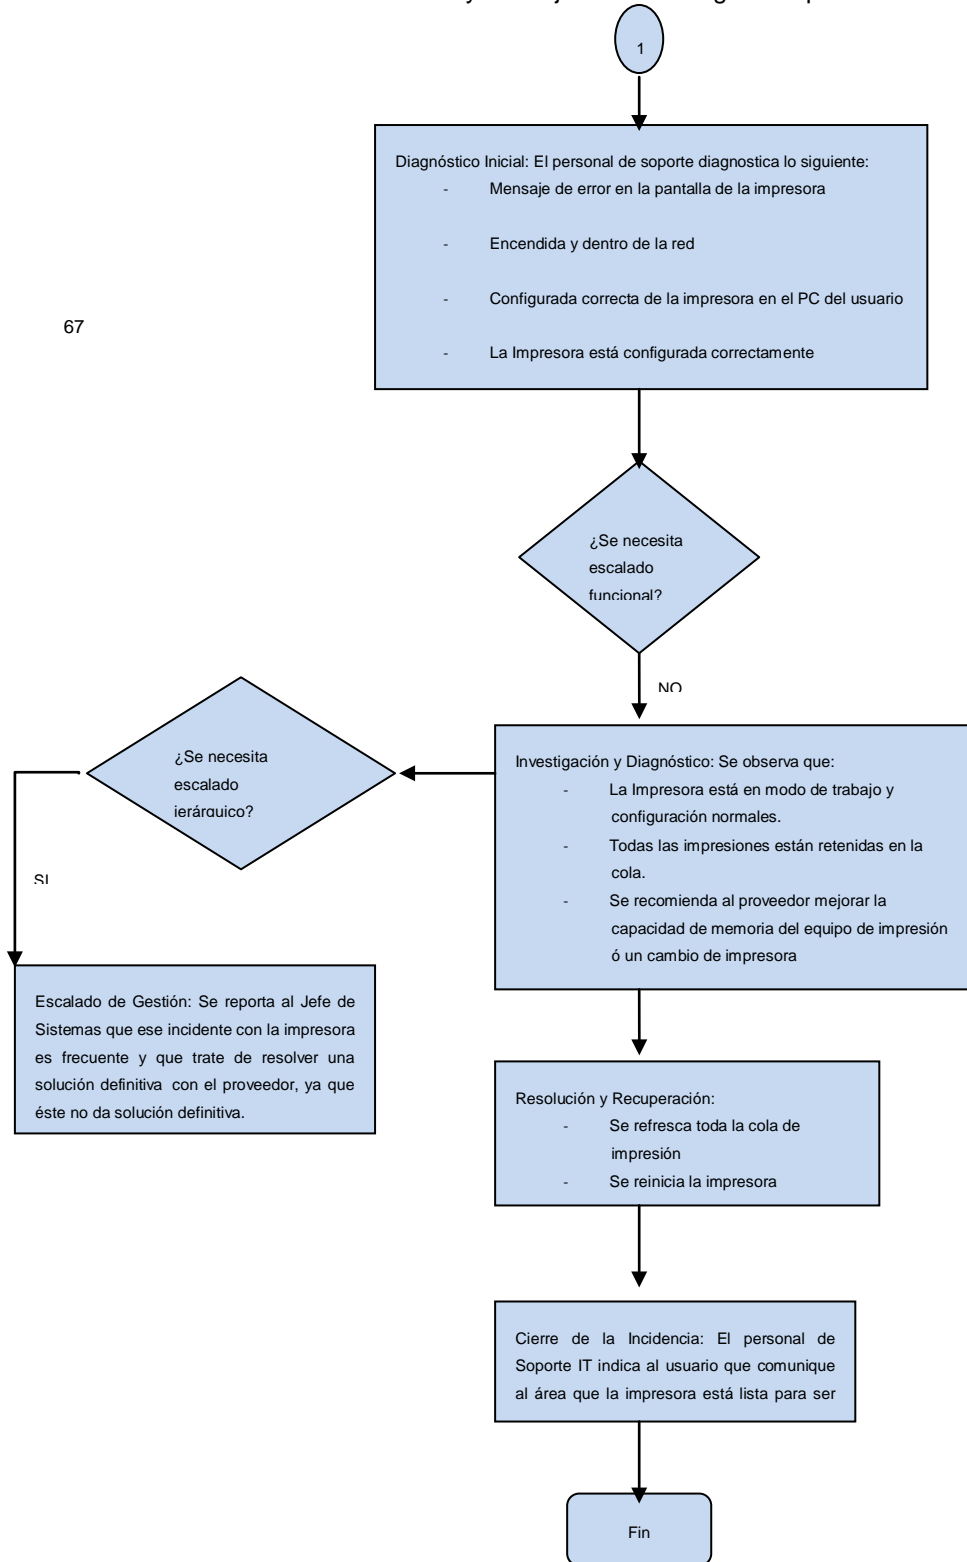 1
Diagnóstico Inicial: El personal de soporte diagnostica lo siguiente:
- Mensaje de error en la pantalla de la impresora
- Encendida y dentro de la red
- Configurada correcta de la impresora en el PC del usuario
- La Impresora está configurada correctamente
67
¿Se necesita
escalado
funcional?
NO
¿Se necesita
escalado
jerárquico?
SI
Investigación y Diagnóstico: Se observa que:
- La Impresora está en modo de trabajo y
configuración normales.
- Todas las impresiones están retenidas en la
cola.
- Se recomienda al proveedor mejorar la
capacidad de memoria del equipo de impresión
ó un cambio de impresora
Escalado de Gestión: Se reporta al Jefe de
Sistemas que ese incidente con la impresora
es frecuente y que trate de resolver una
solución definitiva con el proveedor, ya que
éste no da solución definitiva.
Resolución y Recuperación:
- Se refresca toda la cola de
impresión
- Se reinicia la impresora
Cierre de la Incidencia: El personal de
Soporte IT indica al usuario que comunique
al área que la impresora está lista para ser
Fin